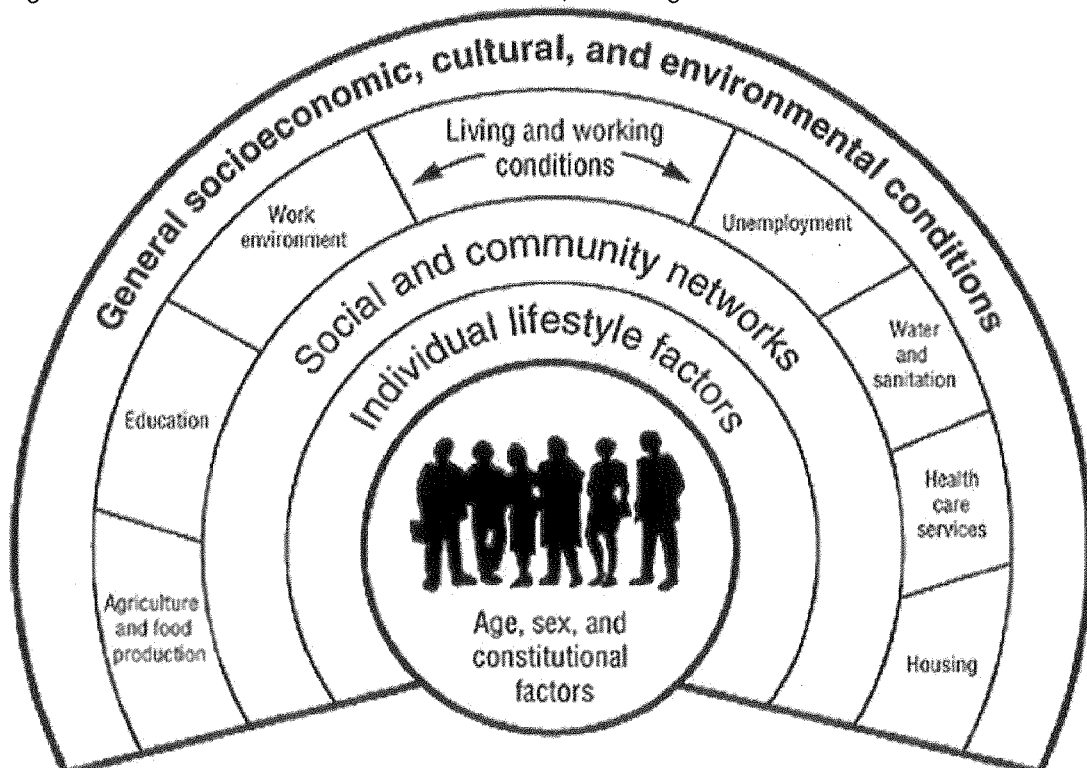 General socioeconomic, cultural, and environmental conditions
Living and working
conditions
Work
environment
Unemployment
Social and community networks
Water
and
sanitation
Individual lifestyle factors
Education
Health
care
services
Agriculture
and food
production
Age, sex, and
constitutional
factors
Housing